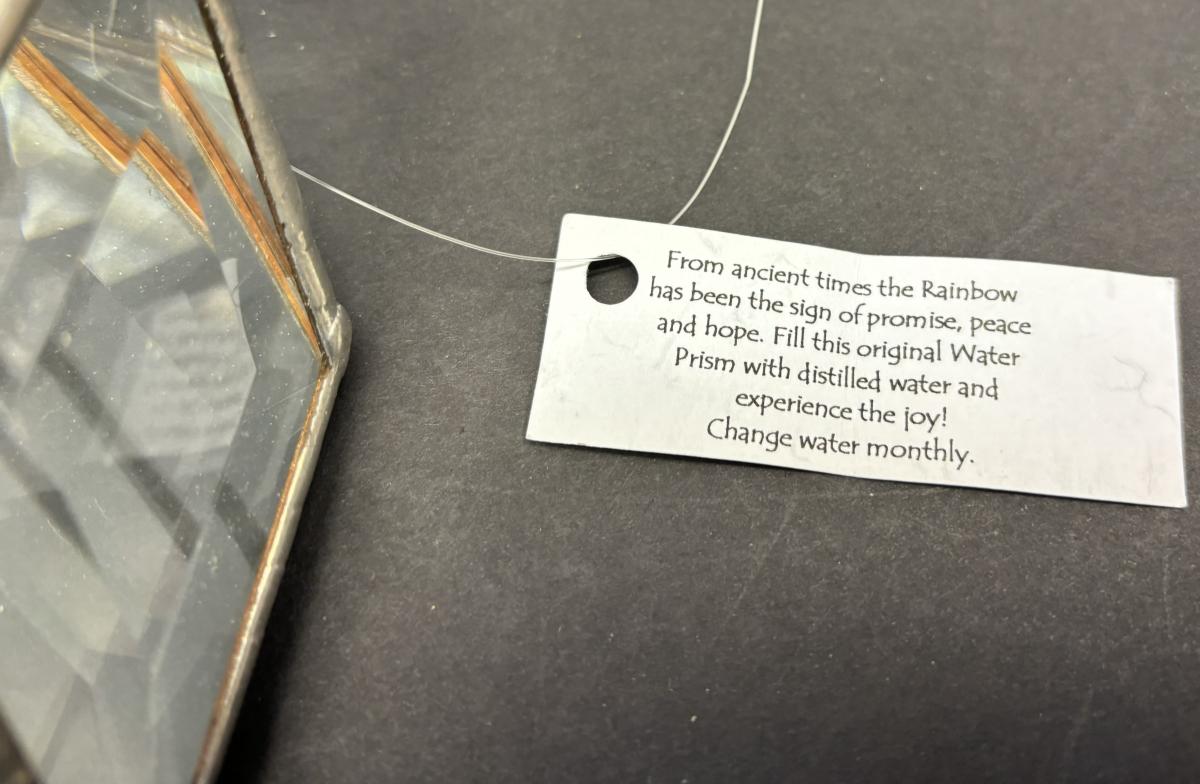 From ancient times the Rainbow
has been the sign of promise, peace
and hope. Fill this original Water
Prism with distilled water and
experience the joy!
Change water monthly.